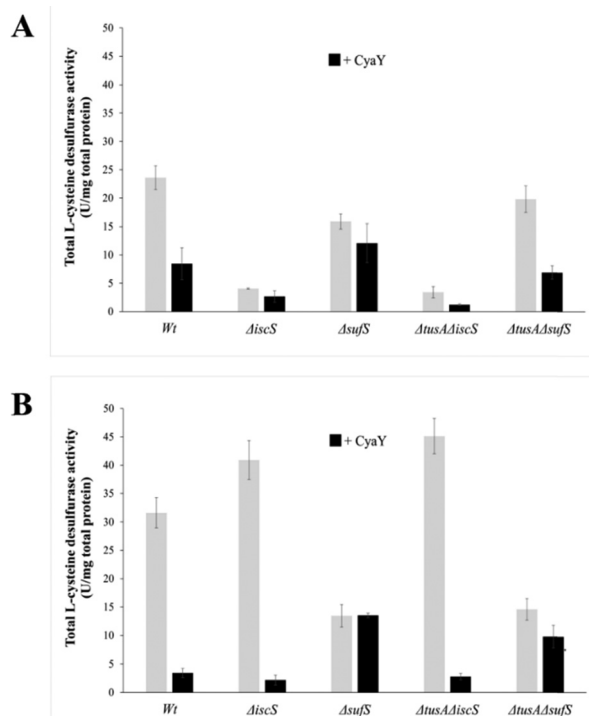 A
Total L-cysteine desulfurase activity
(U/mg total protein)
50
45
40
35
30
25
20
15
10
5
0
+ CyaY
Wt
ΔiscS
ΔsufS
ΔtusAΔiscS
ΔtusAΔsufS
B
Total L-cysteine desulfurase activity
(U/mg total protein)
50
45
40
35
30
25
20
15
10
5
0
+ CyaY
Wt
ΔiscS
ΔsufS
ΔtusAΔiscS
ΔtusAΔsufS